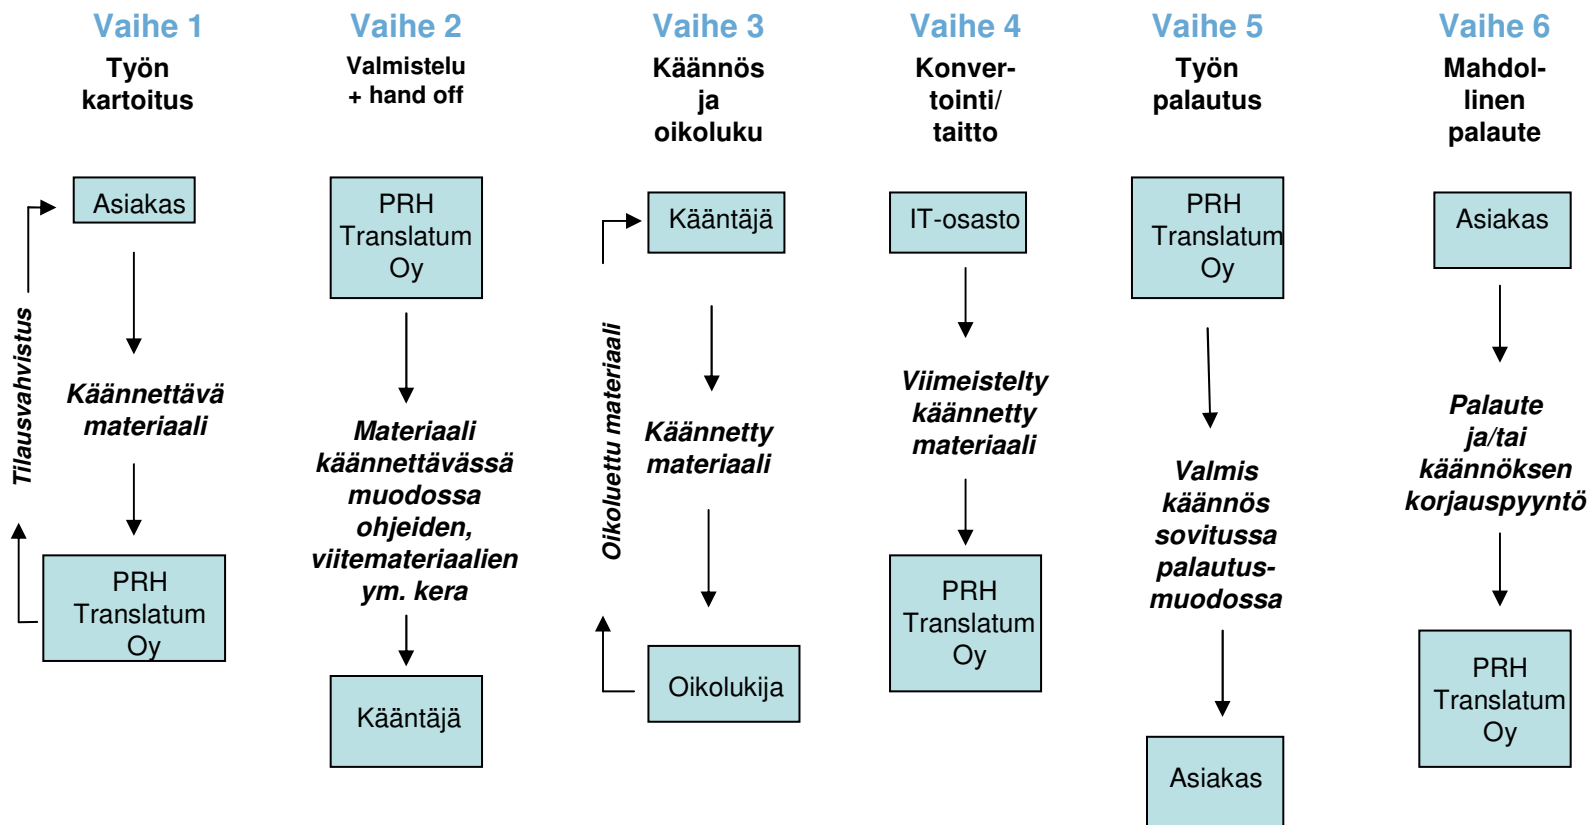 Vaihe 1
Työn
kartoitus
Asiakas
Tilausvahvistus
Käännettävä
materiaali
PRH
Translatum
Oy
Vaihe 2
Valmistelu
+ hand off
PRH
Translatum
Oy
Materiaali
käännettävässä
muodossa
ohjeiden,
viitemateriaalien
ym. kera
Kääntäjä
Vaihe 3
Käännös
ja
oikoluku
Kääntäjä
Oikoluettu materiaali
Käännetty
materiaali
Oikolukija
Vaihe 4
Konver-
tointi/
taitto
IT-osasto
Viimeistelty
käännetty
materiaali
PRH
Translatum
Oy
Vaihe 5
Työn
palautus
PRH
Translatum
Oy
Valmis
käännös
sovitussa
palautus-
muodossa
Asiakas
Vaihe 6
Mahdol-
linen
palaute
Asiakas
Palaute
ja/tai
käännöksen
korjauspyyntö
PRH
Translatum
Oy